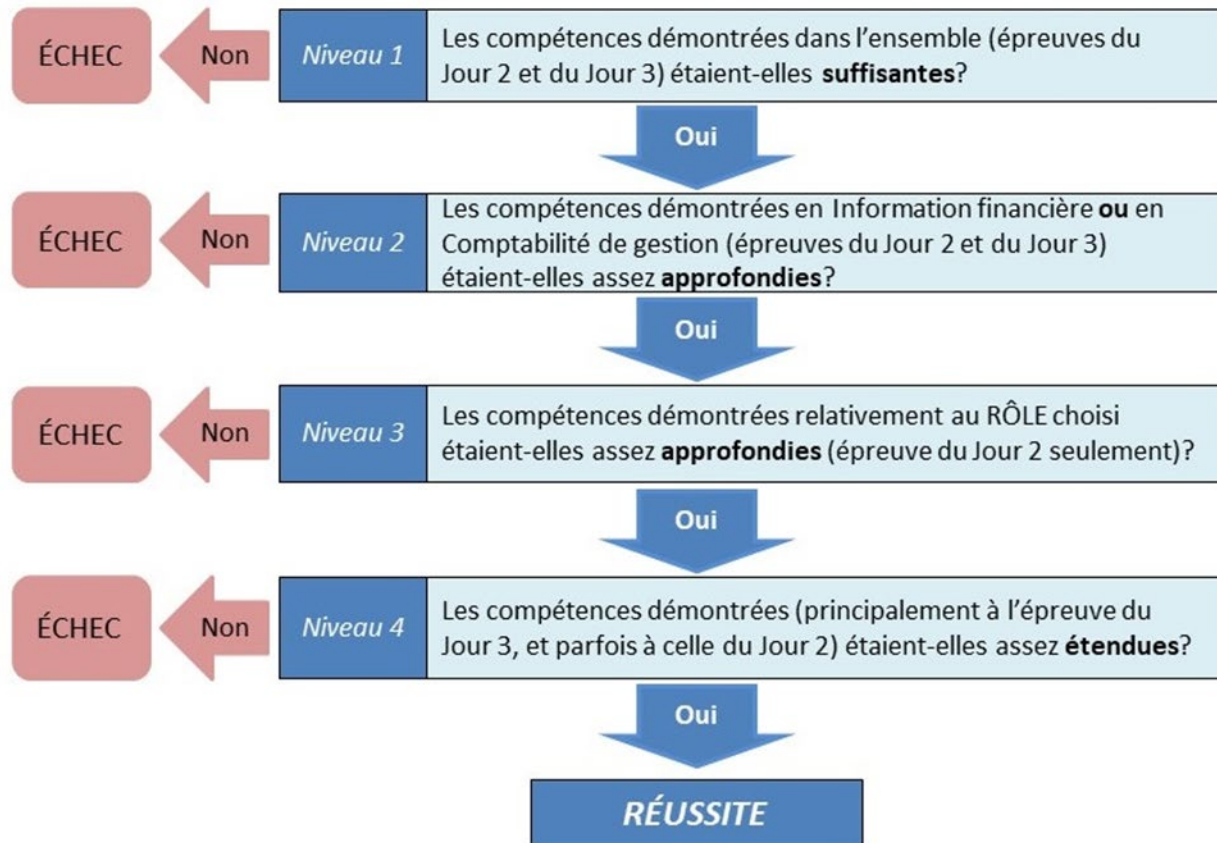 ÉCHEC
Non
Niveau 1
Les compétences démontrées dans l'ensemble (épreuves du
Jour 2 et du Jour 3) étaient-elles suffisantes?
Oui
ÉCHEC
Non
Niveau 2
Les compétences démontrées en Information financière ou en
Comptabilité de gestion (épreuves du Jour 2 et du Jour 3)
étaient-elles assez approfondies?
Oui
ÉCHEC
Non
Niveau 3
Les compétences démontrées relativement au RÔLE choisi
étaient-elles assez approfondies (épreuve du Jour 2 seulement)?
Oui
ÉCHEC
Non
Niveau 4
Les compétences démontrées (principalement à l'épreuve du
Jour 3, et parfois à celle du Jour 2) étaient-elles assez étendues?
Oui
RÉUSSITE